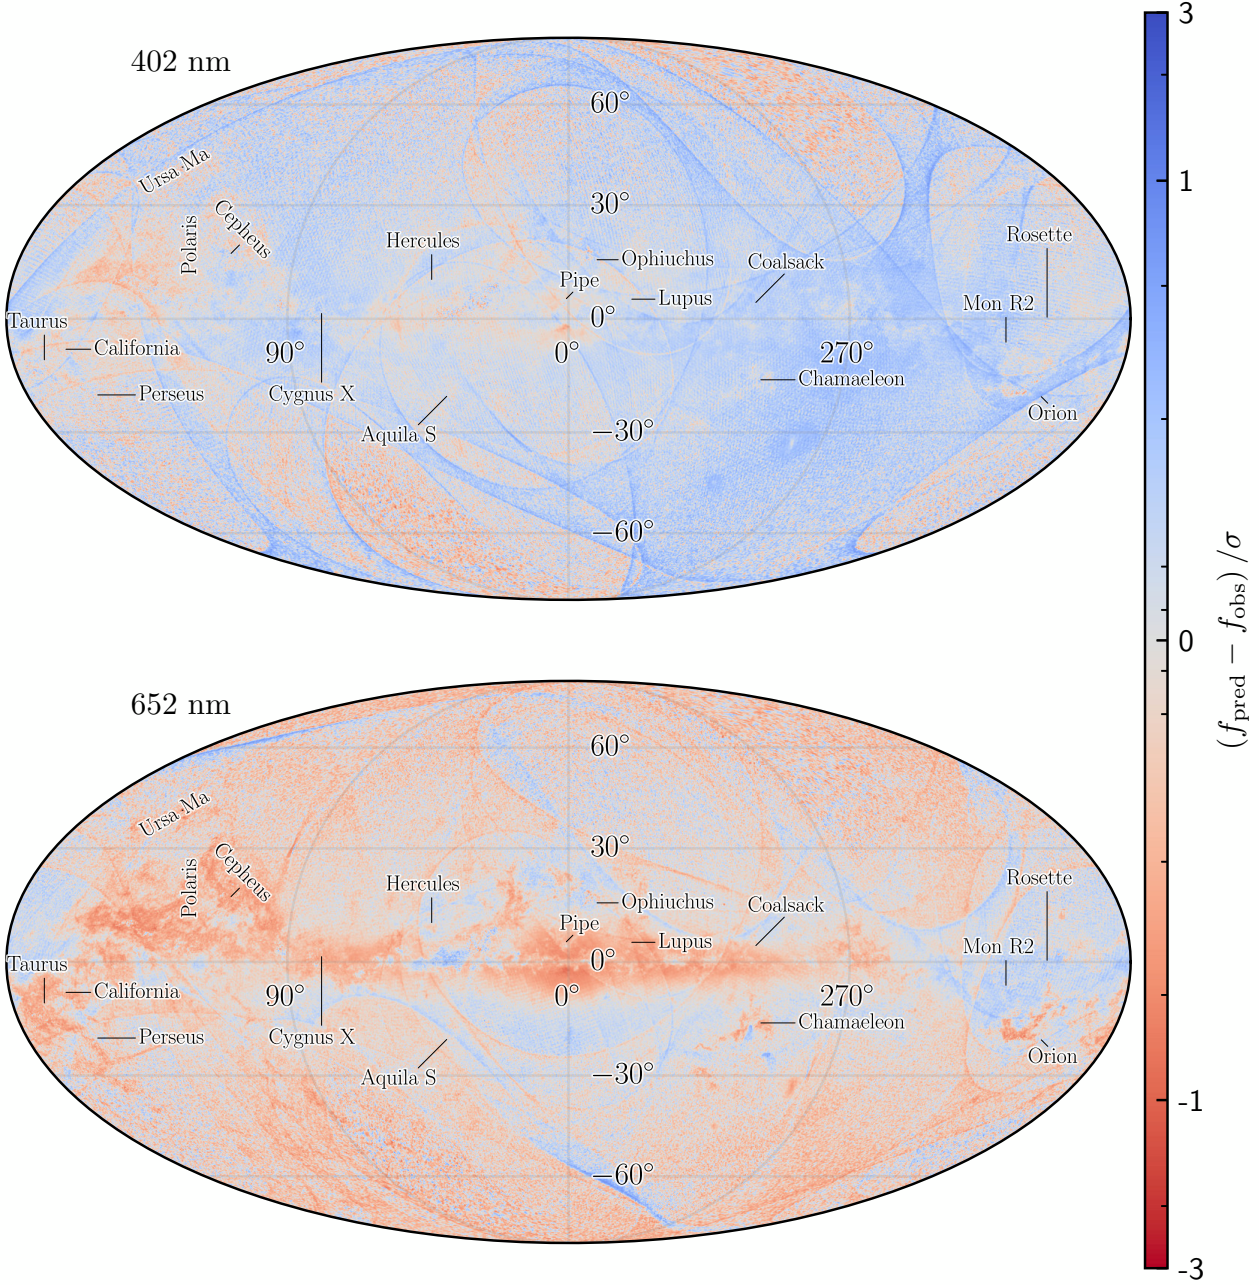 402 nm
60°
Ursa Ma
30°
Cepheus
Polaris
Hercules
Rosette
Ophiuchus
Coalsack
Pipe
Lupus
Mon R2
Taurus
0°
California
90°
0°
270°
Perseus
Cygnus X
Chamaeleon
Orion
Aquila S
−30°
−60°
652 nm
60°
Ursa Ma
30°
Cepheus
Polaris
Hercules
Rosette
Ophiuchus
Coalsack
Pipe
Lupus
Mon R2
Taurus
0°
California
90°
0°
270°
Perseus
Cygnus X
Chamaeleon
Orion
Aquila S
−30°
−60°
3
1
0
-1
-3
(f_pred − f_obs) / σ